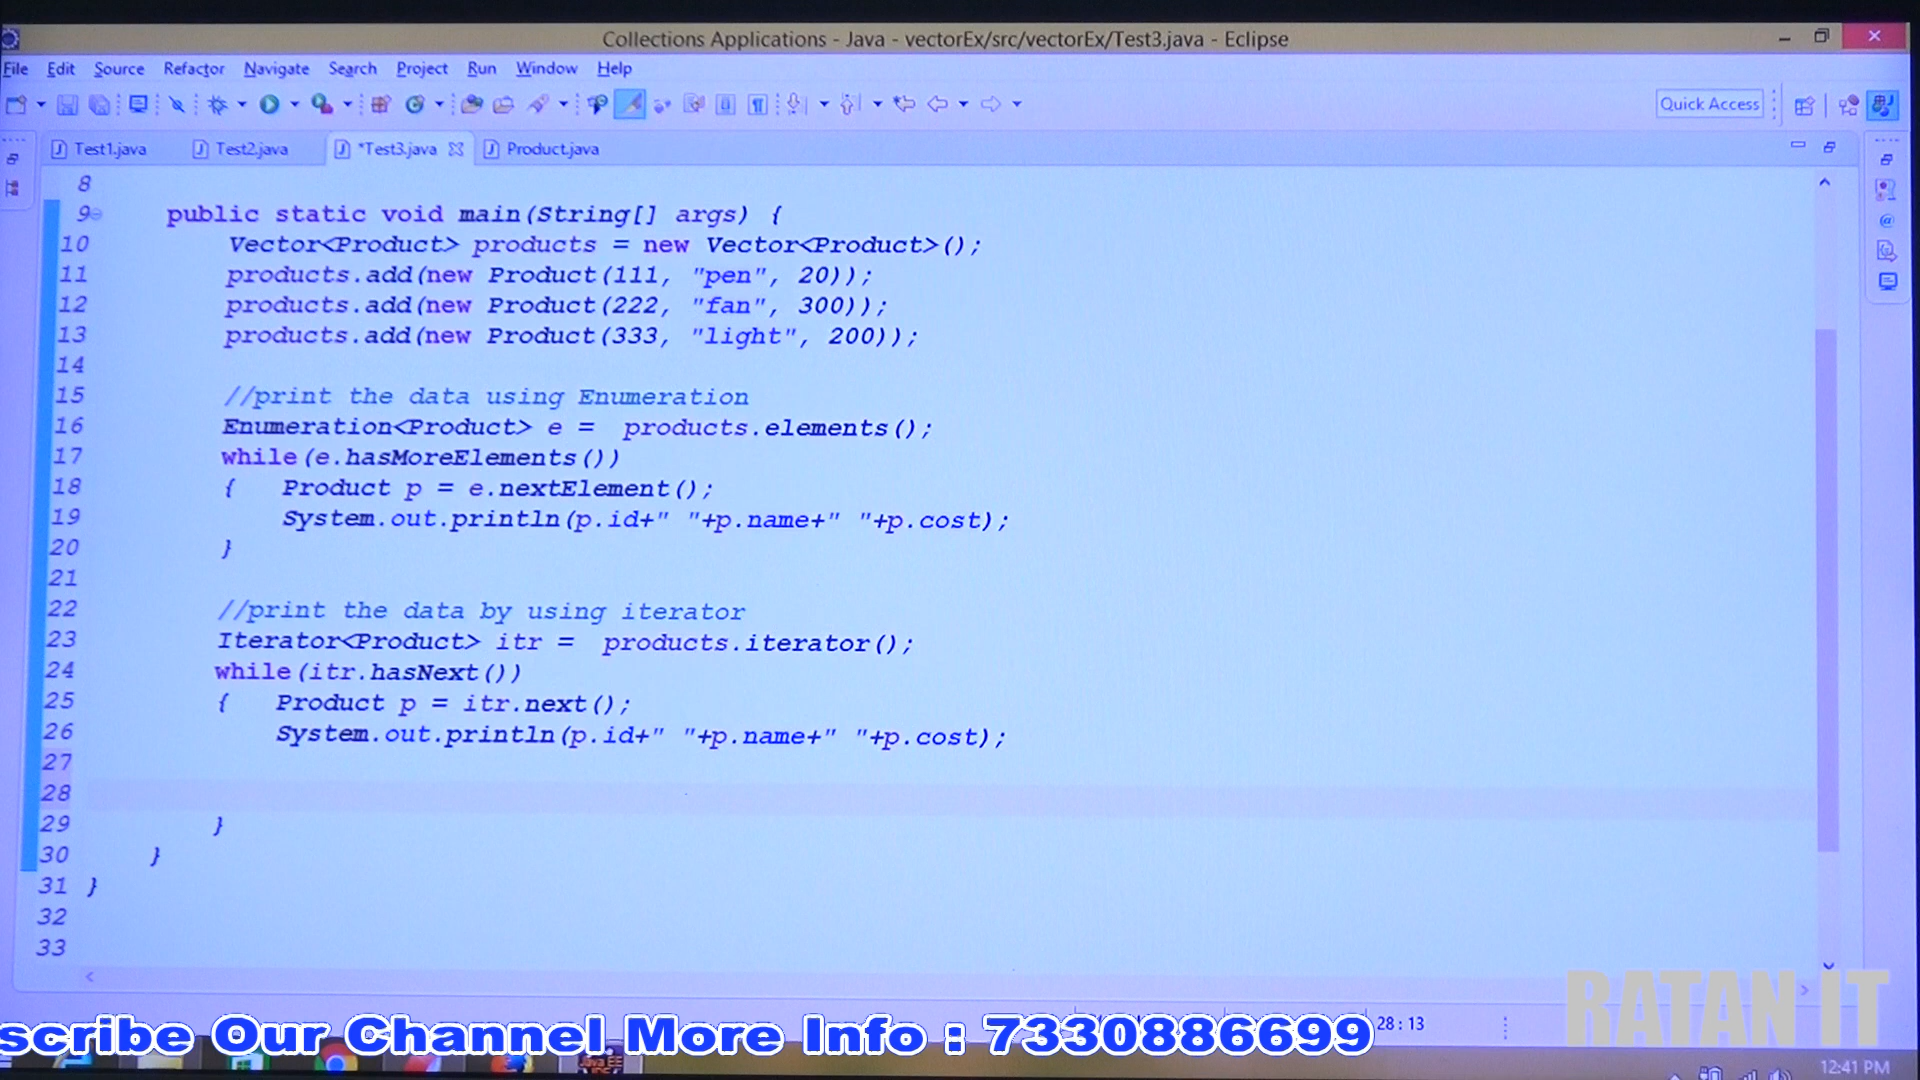 Collections Applications - Java - vectorEx/src/vectorEx/Test3.java - Eclipse
File Edit Source Refactor Navigate Search Project Run Window Help
Quick Access
Test1.java Test2.java *Test3.java Product.java
8
9 public static void main(String[] args) {
10 Vector<Product> products = new Vector<Product>();
11 products.add(new Product(111, "pen", 20));
12 products.add(new Product(222, "fan", 300));
13 products.add(new Product(333, "light", 200));
14
15 //print the data using Enumeration
16 Enumeration<Product> e = products.elements();
17 while(e.hasMoreElements())
18 { Product p = e.nextElement();
19 System.out.println(p.id+" "+p.name+" "+p.cost);
20 }
21
22 //print the data by using iterator
23 Iterator<Product> itr = products.iterator();
24 while(itr.hasNext())
25 { Product p = itr.next();
26 System.out.println(p.id+" "+p.name+" "+p.cost);
27
28
29 }
30 }
31 }
32
33
RATAN IT
scribe Our Channel More Info : 7330886699
28 : 13
Java EE
12:41 PM